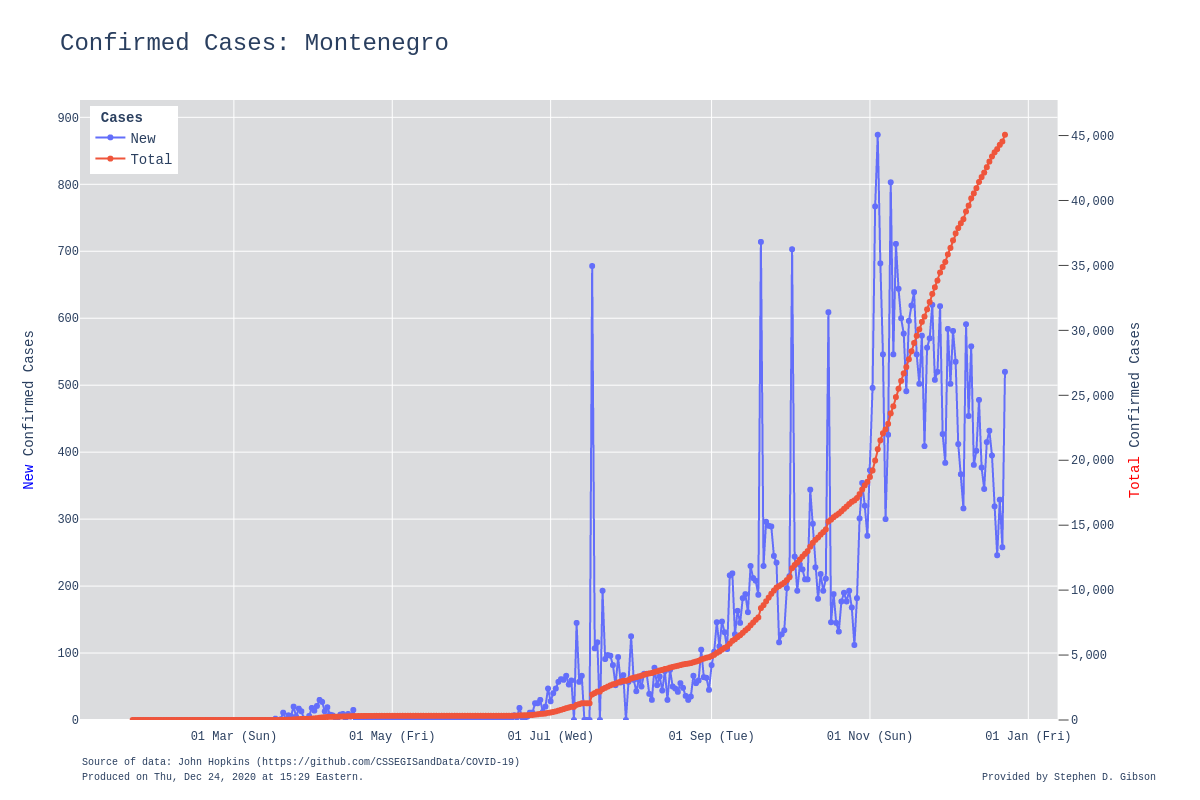 Confirmed Cases: Montenegro
Cases
New
Total
900
800
700
600
500
400
300
200
100
0
New Confirmed Cases
45,000
40,000
35,000
30,000
25,000
20,000
15,000
10,000
5,000
0
Total Confirmed Cases
01 Mar (Sun) 01 May (Fri) 01 Jul (Wed) 01 Sep (Tue) 01 Nov (Sun) 01 Jan (Fri)
Source of data: John Hopkins (https://github.com/CSSEGISandData/COVID-19)
Produced on Thu, Dec 24, 2020 at 15:29 Eastern.
Provided by Stephen D. Gibson